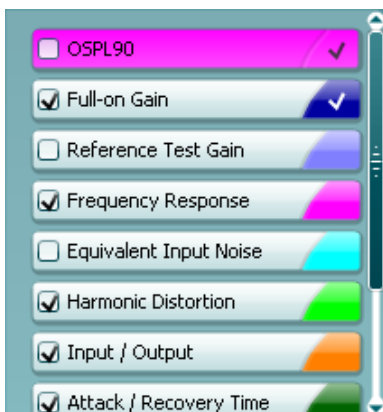 OSPL90
Full-on Gain
Reference Test Gain
Frequency Response
Equivalent Input Noise
Harmonic Distortion
Input / Output
Attack / Recovery Time